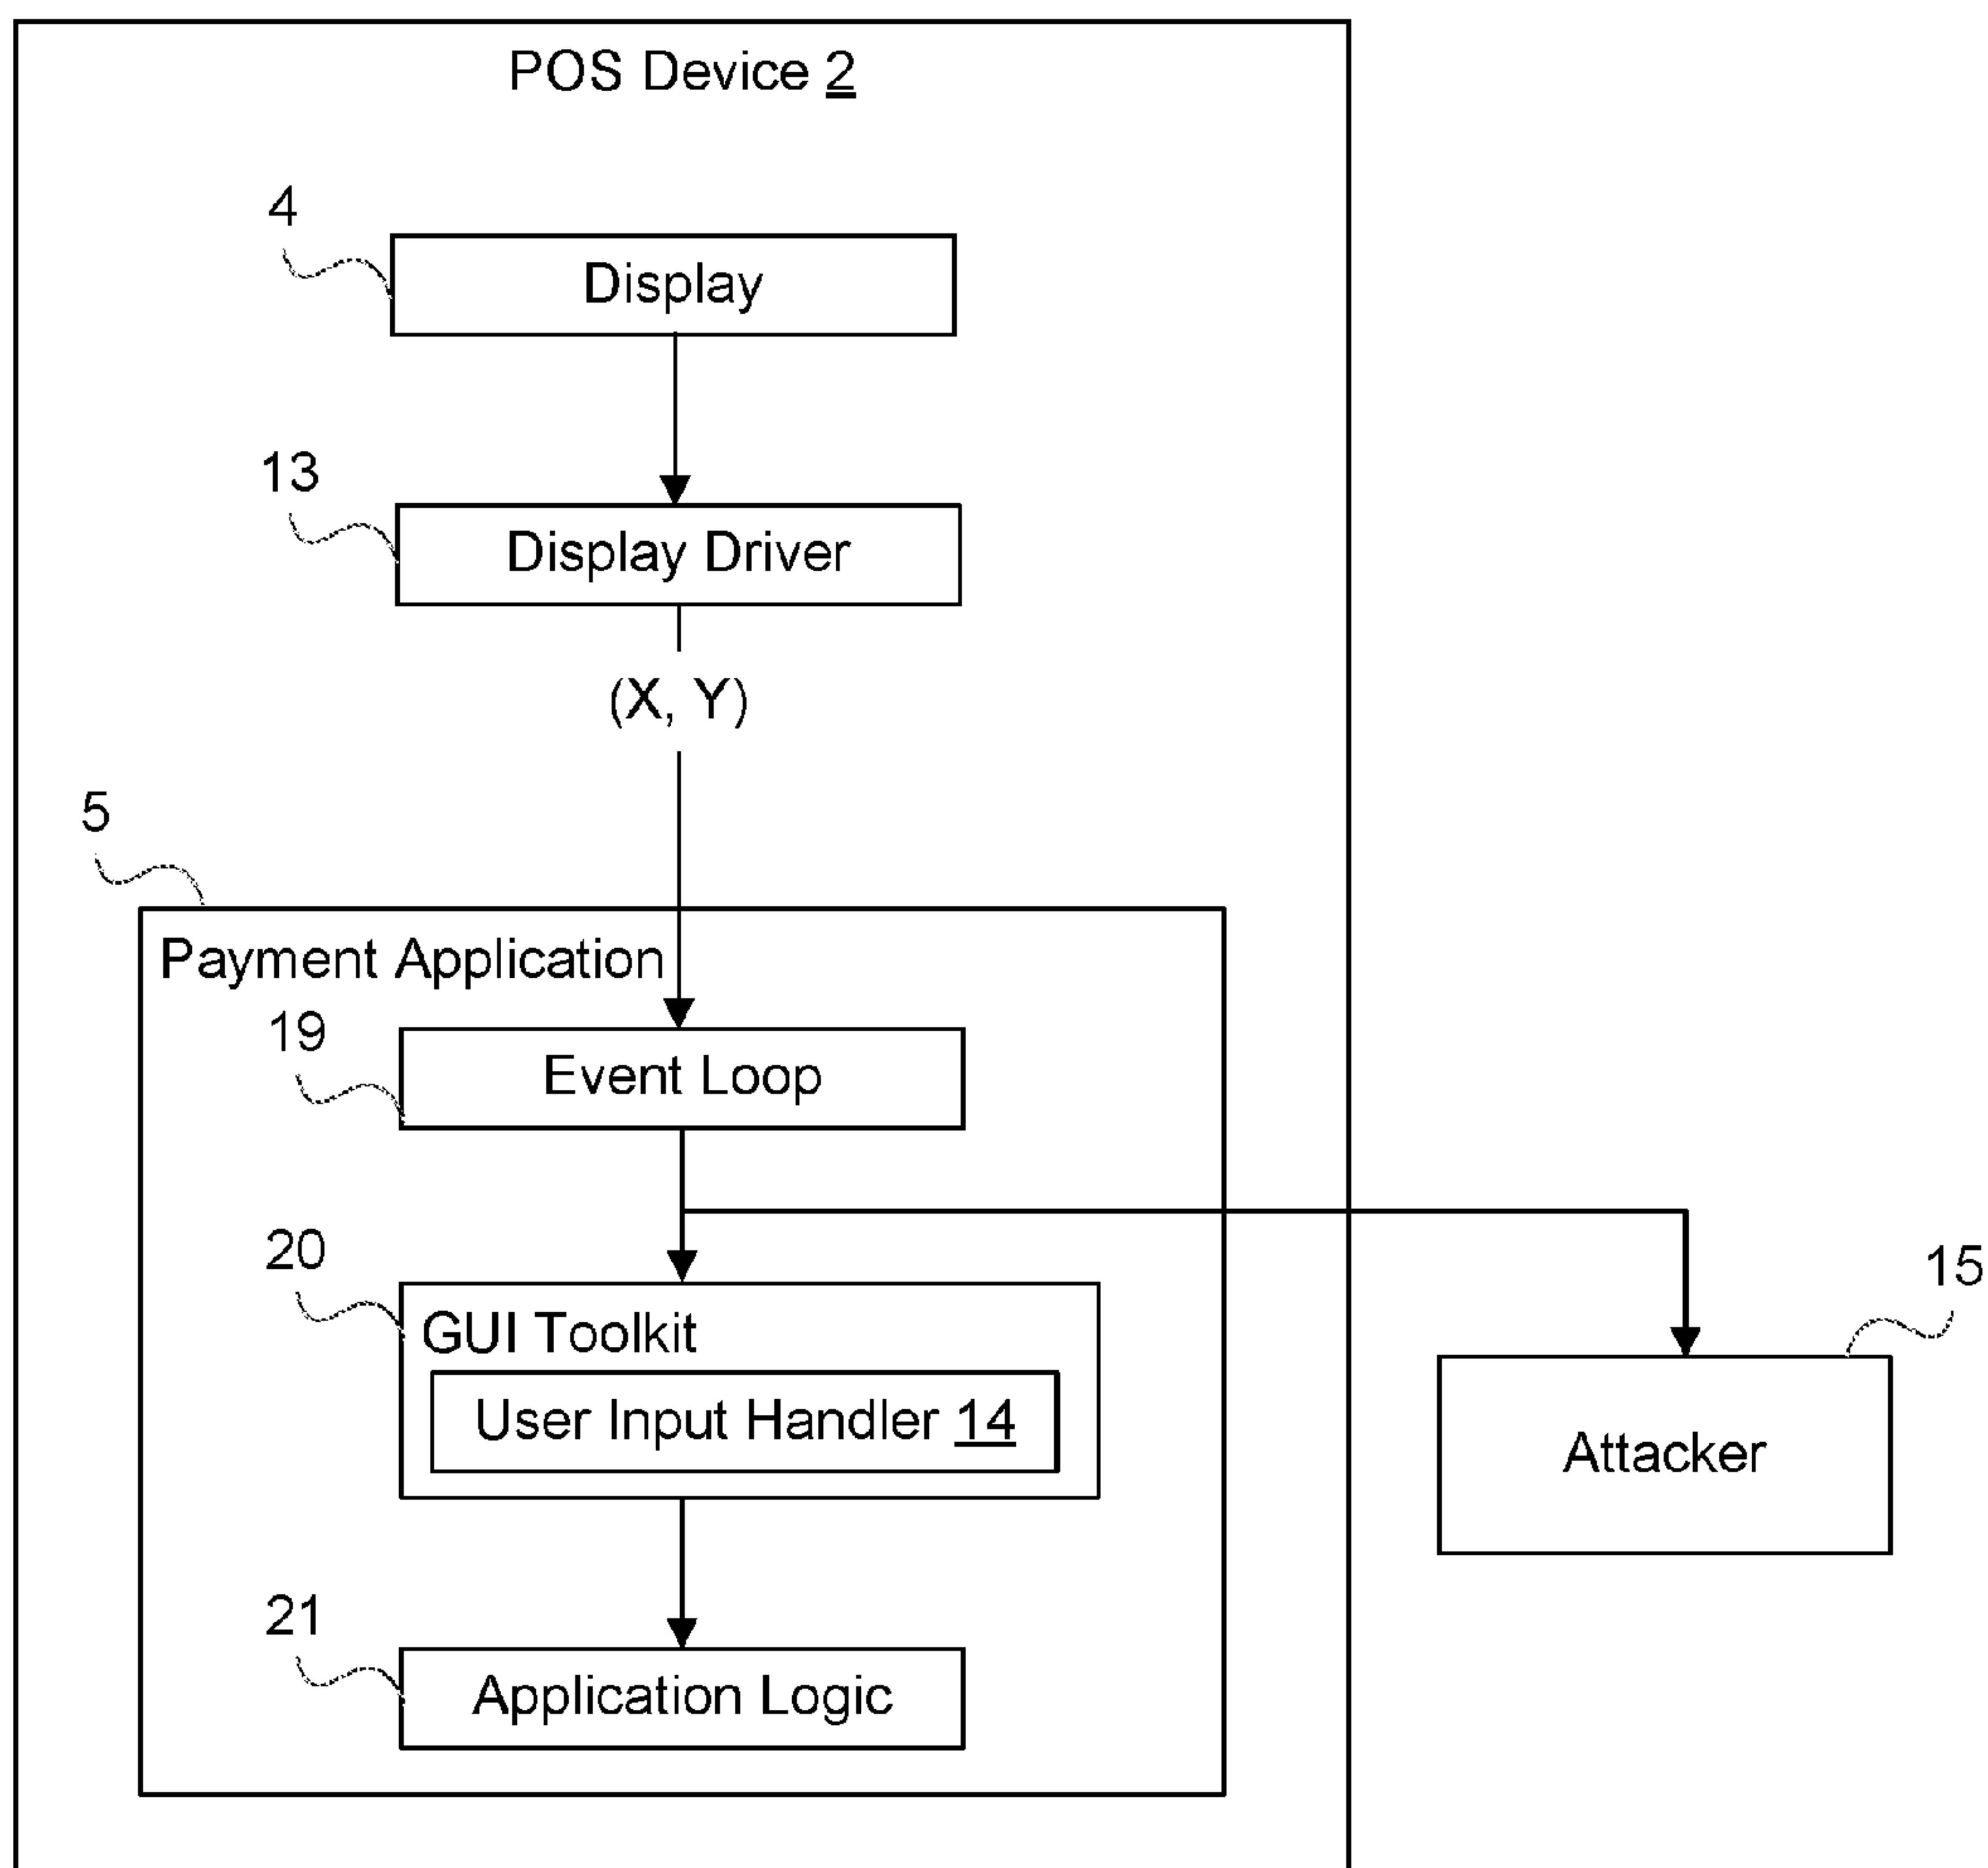 POS Device 2
4
Display
13
Display Driver
(X, Y)
5
Payment Application
19
Event Loop
20
GUI Toolkit
User Input Handler 14
15
Attacker
21
Application Logic